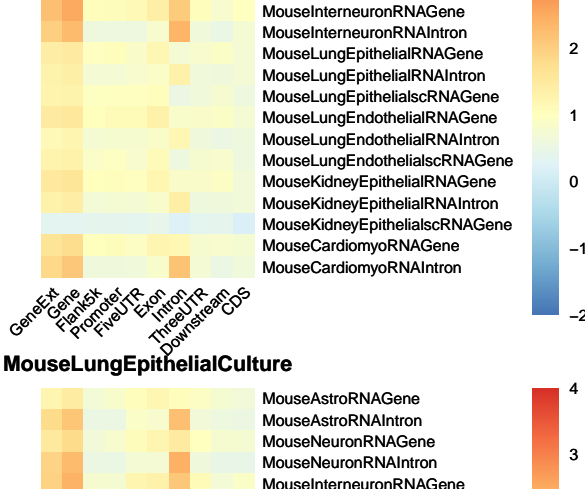 MouseInterneuronRNAGene
MouseInterneuronRNAIntron
MouseLungEpithelialRNAGene
MouseLungEpithelialRNAIntron
MouseLungEpithelialscRNAGene
MouseLungEndothelialRNAGene
MouseLungEndothelialRNAIntron
MouseLungEndothelialscRNAGene
MouseKidneyEpithelialRNAGene
MouseKidneyEpithelialRNAIntron
MouseKidneyEpithelialscRNAGene
MouseCardiomyoRNAGene
MouseCardiomyoRNAIntron
2
1
0
−1
−2
GeneExt
Gene
Flank5k
Promoter
FiveUTR
Exon
Intron
ThreeUTR
Downstream
CDS
MouseLungEpithelialCulture
MouseAstroRNAGene
MouseAstroRNAIntron
MouseNeuronRNAGene
MouseNeuronRNAIntron
MouseInterneuronRNAGene
4
3